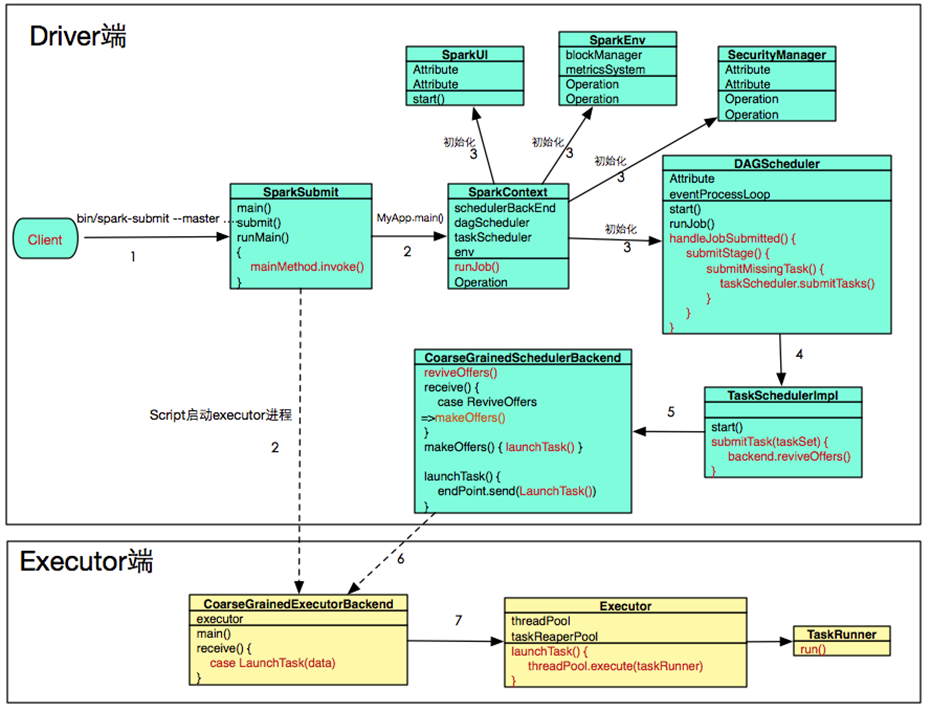 Driver端
SparkUI
Attribute
Attribute
start()
SparkEnv
blockManager
metricsSystem
Operation
Operation
SecurityManager
Attribute
Attribute
Operation
Operation
初始化
3
初始化
3
初始化
3
初始化
3
Client
bin/spark-submit --master ...
1
SparkSubmit
main()
submit()
runMain()
{
mainMethod.invoke()
}
MyApp.main()
2
SparkContext
schedulerBackEnd
dagScheduler
taskScheduler
env
runJob()
Operation
DAGScheduler
Attribute
eventProcessLoop
start()
runJob()
handleJobSubmitted() {
submitStage() {
submitMissingTask() {
taskScheduler.submitTasks()
}
}
}
4
TaskSchedulerImpl
start()
submitTask(taskSet) {
backend.reviveOffers()
}
5
CoarseGrainedSchedulerBackend
reviveOffers()
receive() {
case ReviveOffers
=>makeOffers()
}
makeOffers() { launchTask() }
launchTask() {
endPoint.send(LaunchTask())
}
Script启动executor进程
2
6
Executor端
CoarseGrainedExecutorBackend
executor
main()
receive() {
case LaunchTask(data)
}
7
Executor
threadPool
taskReaperPool
launchTask() {
threadPool.execute(taskRunner)
}
TaskRunner
run()